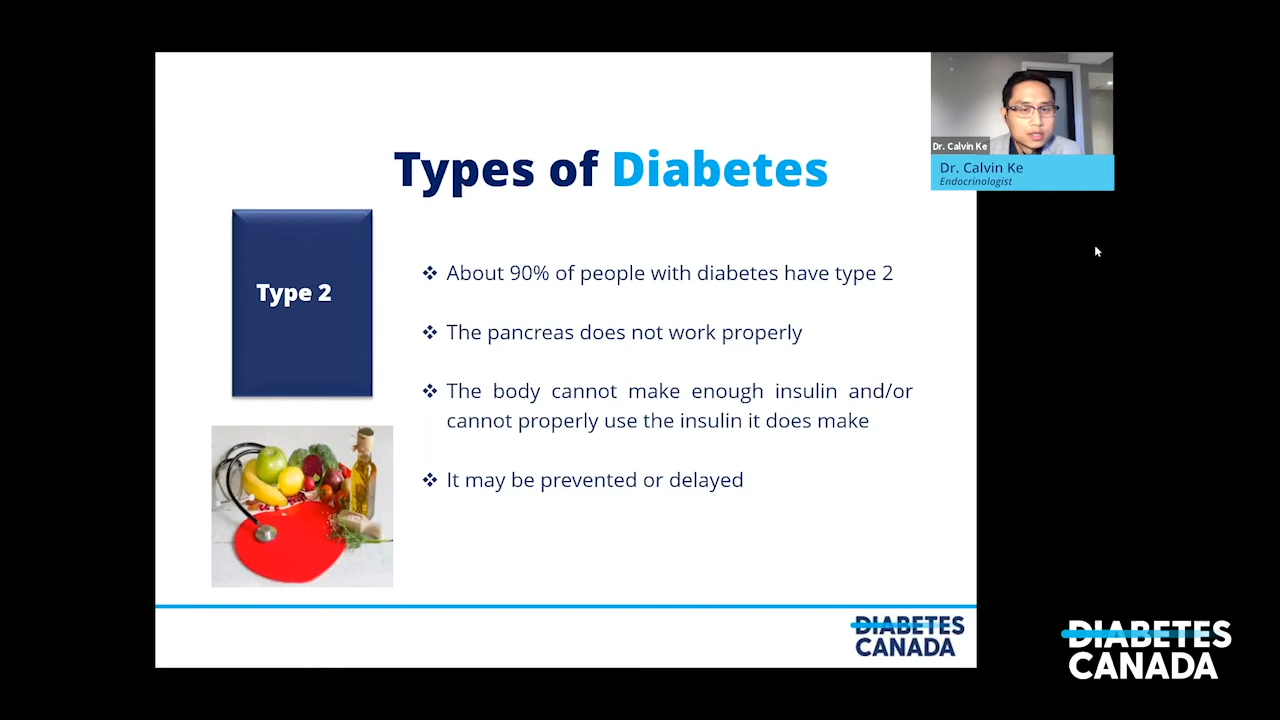 Types of Diabetes
Type 2
❖ About 90% of people with diabetes have type 2
❖ The pancreas does not work properly
❖ The body cannot make enough insulin and/or
cannot properly use the insulin it does make
❖ It may be prevented or delayed
DIABETES
CANADA
Dr. Calvin Ke
Dr. Calvin Ke
Endocrinologist
DIABETES
CANADA